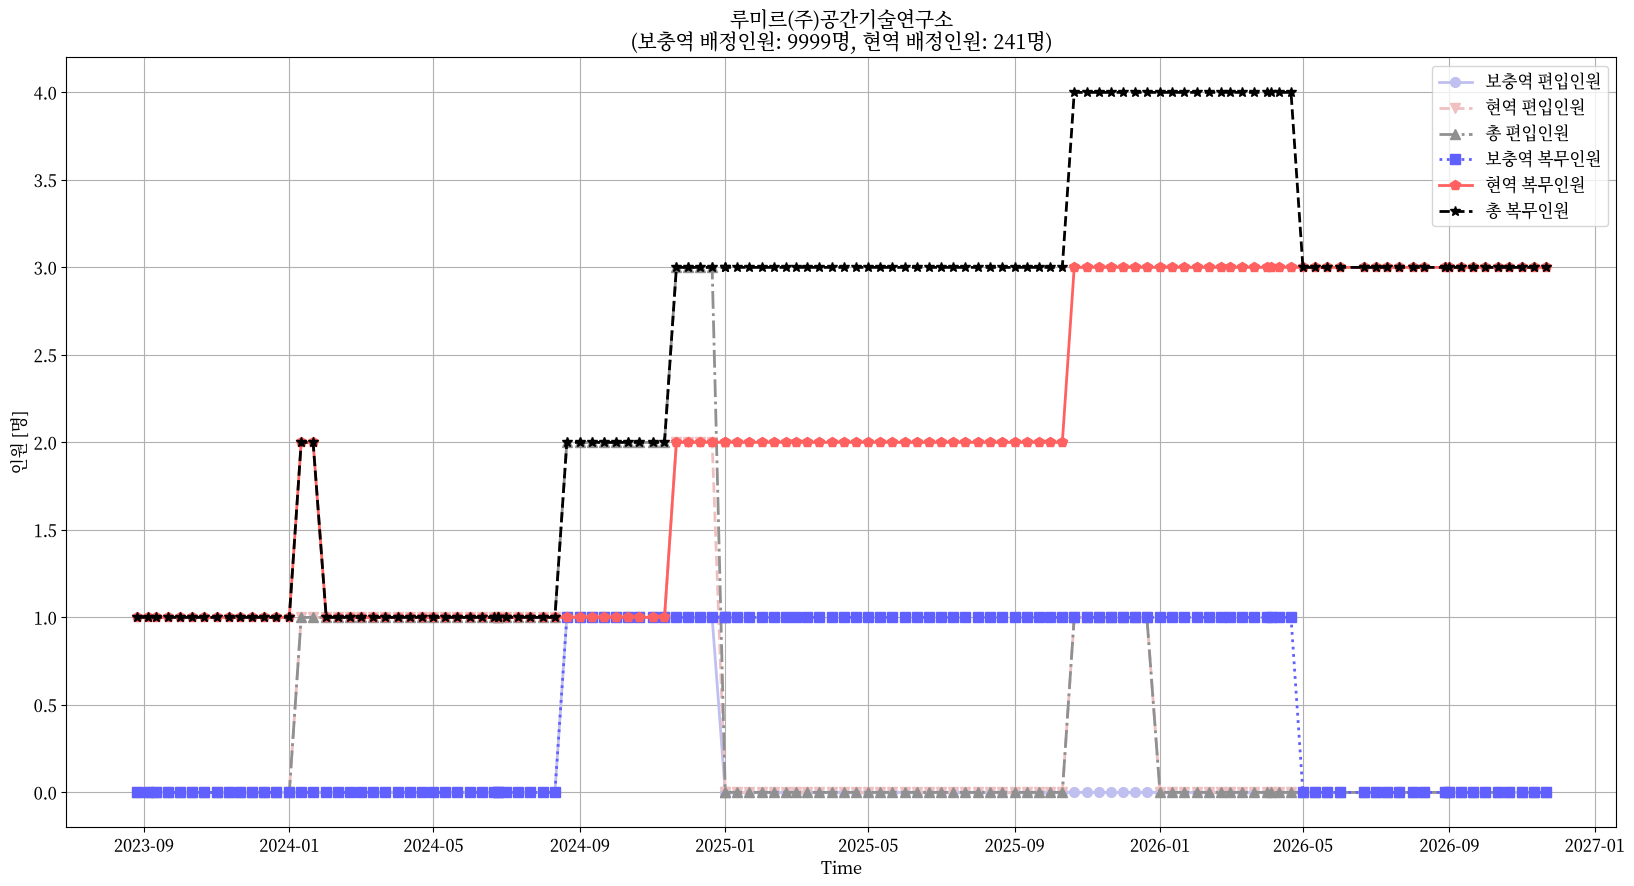 루미르(주)공간기술연구소
(보충역 배정인원: 9999명, 현역 배정인원: 241명)
보충역 편입인원
현역 편입인원
총 편입인원
보충역 복무인원
현역 복무인원
총 복무인원
인원 [명]
4.0
3.5
3.0
2.5
2.0
1.5
1.0
0.5
0.0
2023-09
2024-01
2024-05
2024-09
2025-01
2025-05
2025-09
2026-01
2026-05
2026-09
2027-01
Time